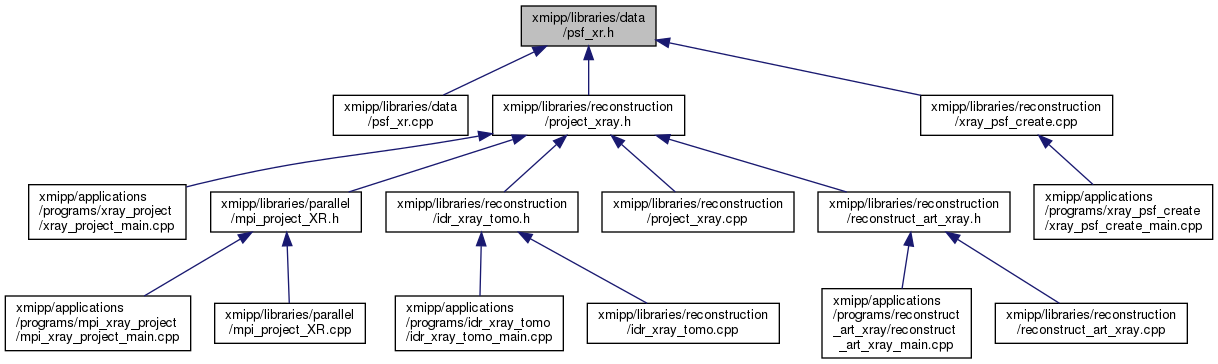 xmipp/libraries/data
/psf_xr.h
xmipp/libraries/data
/psf_xr.cpp
xmipp/libraries/reconstruction
/project_xray.h
xmipp/libraries/reconstruction
/xray_psf_create.cpp
xmipp/applications
/programs/xray_project
/xray_project_main.cpp
xmipp/libraries/parallel
/mpi_project_XR.h
xmipp/libraries/reconstruction
/idr_xray_tomo.h
xmipp/libraries/reconstruction
/project_xray.cpp
xmipp/libraries/reconstruction
/reconstruct_art_xray.h
xmipp/applications
/programs/xray_psf_create
/xray_psf_create_main.cpp
xmipp/applications
/programs/mpi_xray_project
/mpi_xray_project_main.cpp
xmipp/libraries/parallel
/mpi_project_XR.cpp
xmipp/applications
/programs/idr_xray_tomo
/idr_xray_tomo_main.cpp
xmipp/libraries/reconstruction
/idr_xray_tomo.cpp
xmipp/applications
/programs/reconstruct
_art_xray/reconstruct
_art_xray_main.cpp
xmipp/libraries/reconstruction
/reconstruct_art_xray.cpp